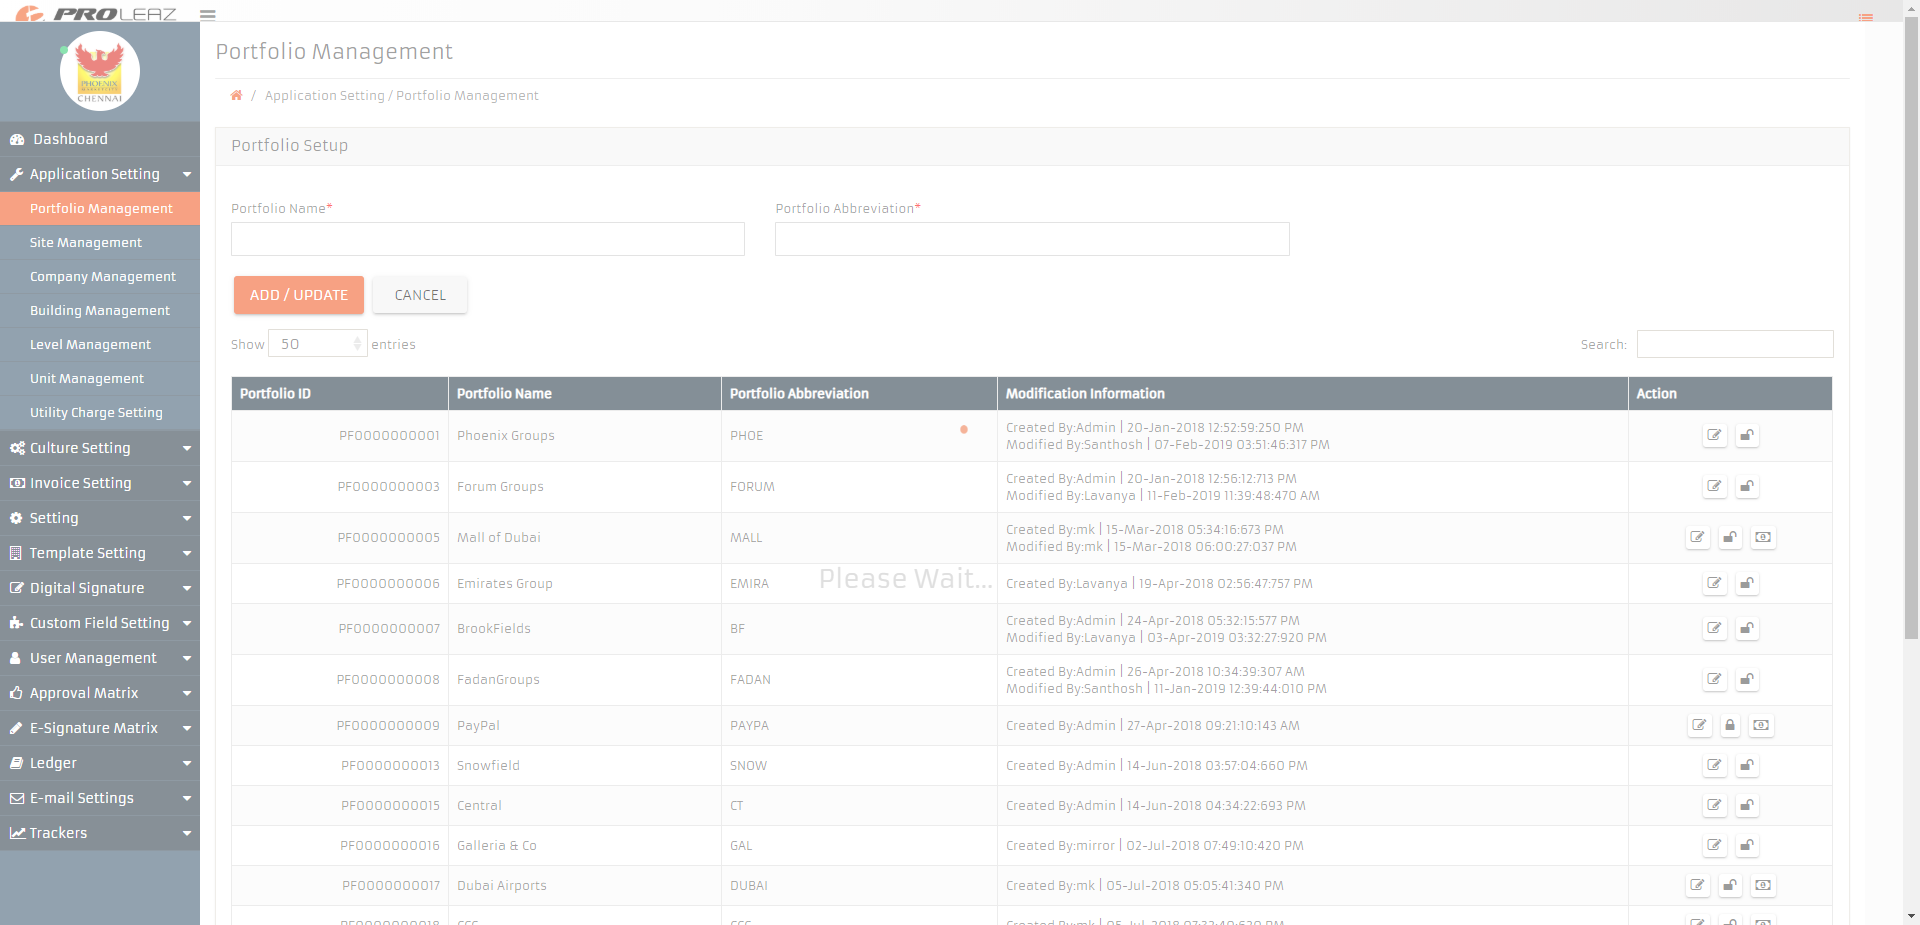 PROLEAZ
PHOENIX
CHENNAI
Dashboard
Application Setting
Portfolio Management
Site Management
Company Management
Building Management
Level Management
Unit Management
Utility Charge Setting
Culture Setting
Invoice Setting
Setting
Template Setting
Digital Signature
Custom Field Setting
User Management
Approval Matrix
E-Signature Matrix
Ledger
E-mail Settings
Trackers
Portfolio Management
/ Application Setting / Portfolio Management
Portfolio Setup
Portfolio Name* Portfolio Abbreviation*
ADD / UPDATE CANCEL
Show 50 entries Search:
Portfolio ID Portfolio Name Portfolio Abbreviation Modification Information Action
PF0000000001 Phoenix Groups PHOE Created By:Admin | 20-Jan-2018 12:52:59:250 PM
Modified By:Santhosh | 07-Feb-2019 03:51:46:317 PM
PF0000000003 Forum Groups FORUM Created By:Admin | 20-Jan-2018 12:56:12:713 PM
Modified By:Lavanya | 11-Feb-2019 11:39:48:470 AM
PF0000000005 Mall of Dubai MALL Created By:mk | 15-Mar-2018 05:34:16:673 PM
Modified By:mk | 15-Mar-2018 06:00:27:037 PM
Please Wait...
PF0000000006 Emirates Group EMIRA Created By:Lavanya | 19-Apr-2018 02:56:47:757 PM
PF0000000007 BrookFields BF Created By:Admin | 24-Apr-2018 05:32:15:577 PM
Modified By:Lavanya | 03-Apr-2019 03:32:27:920 PM
PF0000000008 FadanGroups FADAN Created By:Admin | 26-Apr-2018 10:34:39:307 AM
Modified By:Santhosh | 11-Jan-2019 12:39:44:010 PM
PF0000000009 PayPal PAYPA Created By:Admin | 27-Apr-2018 09:21:10:143 AM
PF0000000013 Snowfield SNOW Created By:Admin | 14-Jun-2018 03:57:04:660 PM
PF0000000015 Central CT Created By:Admin | 14-Jun-2018 04:34:22:693 PM
PF0000000016 Galleria & Co GAL Created By:mirror | 02-Jul-2018 07:49:10:420 PM
PF0000000017 Dubai Airports DUBAI Created By:mk | 05-Jul-2018 05:05:41:340 PM